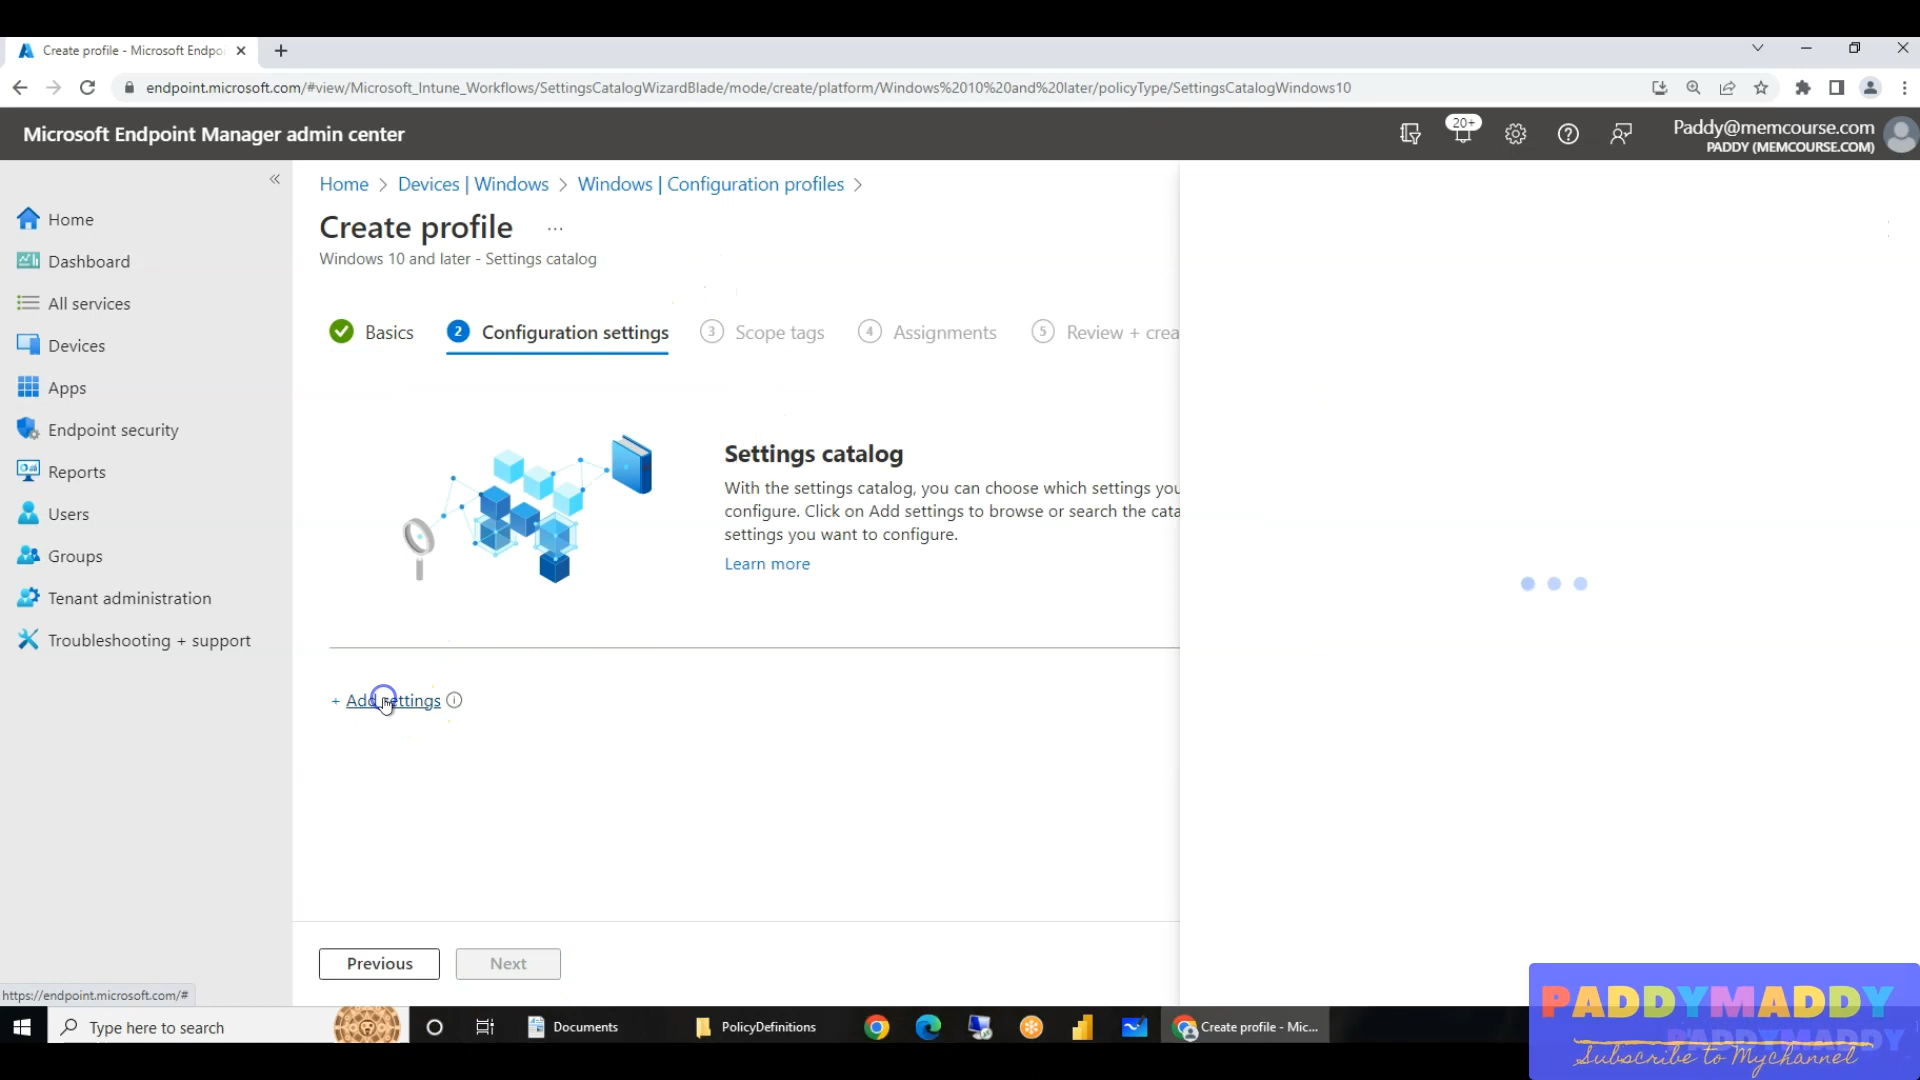 Create profile - Microsoft Endpo
endpoint.microsoft.com/#view/Microsoft_Intune_Workflows/SettingsCatalogWizardBlade/mode/create/platform/Windows%2010%20and%20later/policyType/SettingsCatalogWindows10
Microsoft Endpoint Manager admin center
20+
Paddy@memcourse.com
PADDY (MEMCOURSE.COM)
Home
Dashboard
All services
Devices
Apps
Endpoint security
Reports
Users
Groups
Tenant administration
Troubleshooting + support
Home > Devices | Windows > Windows | Configuration profiles >
Create profile ...
Windows 10 and later - Settings catalog
Basics 2 Configuration settings 3 Scope tags 4 Assignments 5 Review + crea
Settings catalog
With the settings catalog, you can choose which settings you
configure. Click on Add settings to browse or search the cata
settings you want to configure.
Learn more
+ Add settings
Previous Next
https://endpoint.microsoft.com/#
Type here to search
Documents
PolicyDefinitions
Create profile - Mic...
PADDYMADDY
PADDYMADDY
Subscribe to Mychannel